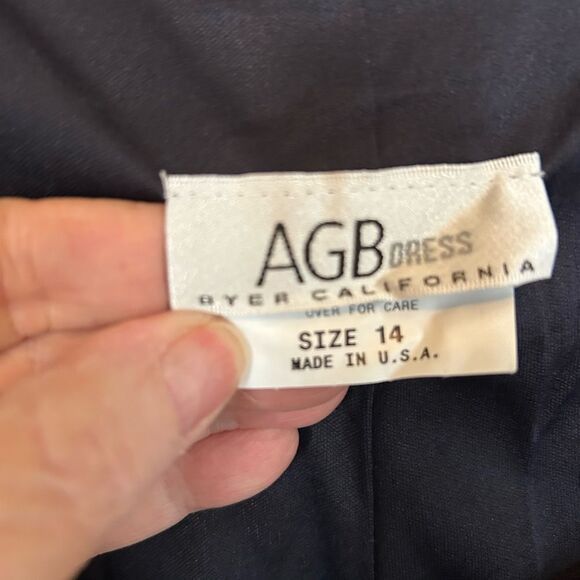 AGB DRESS
BYER CALIFORNIA
OVER FOR CARE
SIZE 14
MADE IN U.S.A.